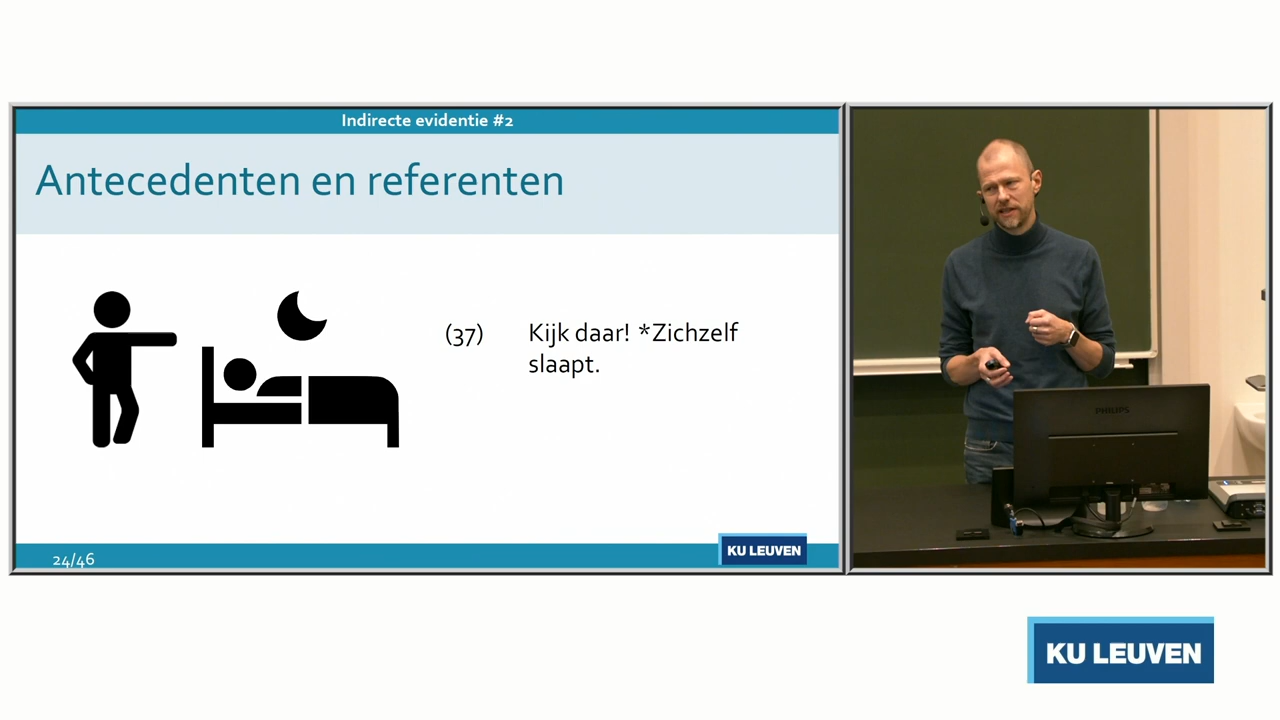 Indirecte evidentie #2
Antecedenten en referenten
(37) Kijk daar! *Zichzelf
slaapt.
24/46
KU LEUVEN
PHILIPS
KU LEUVEN